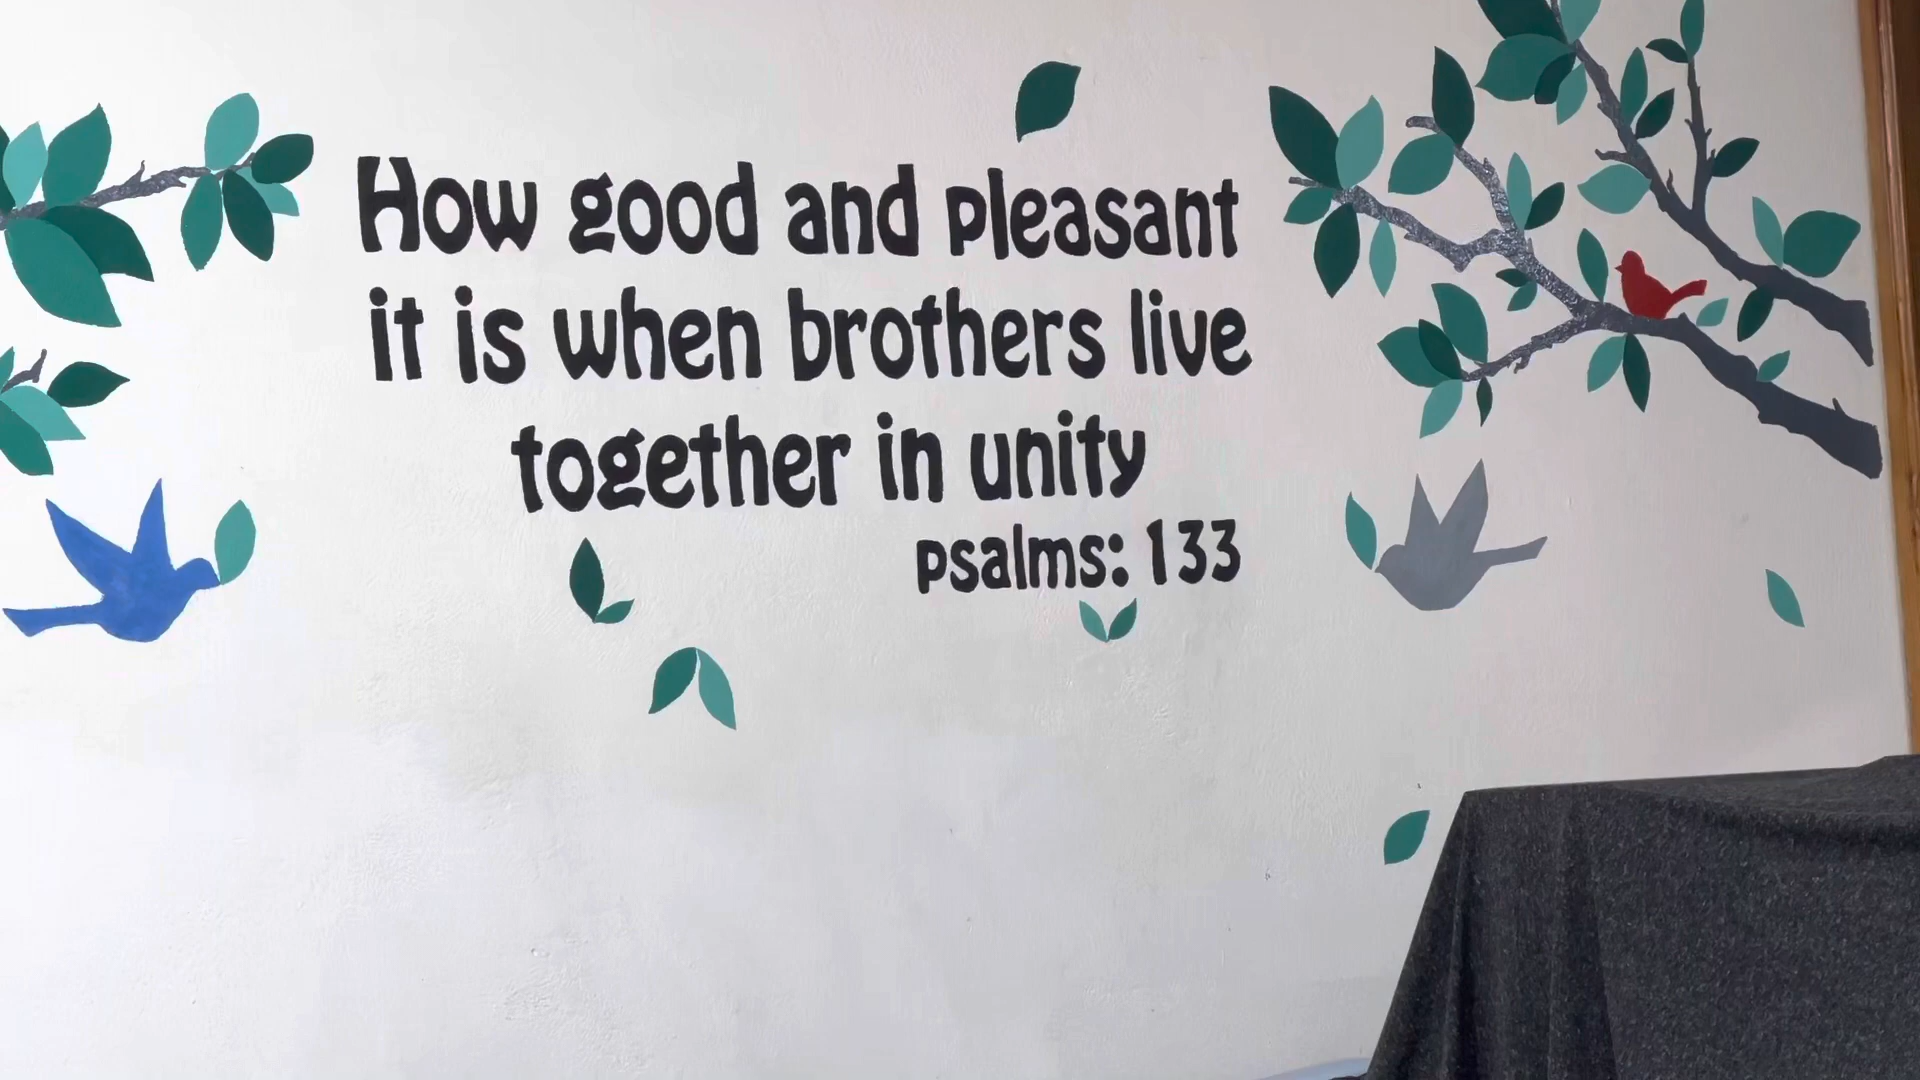 How good and pleasant
it is when brothers live
together in unity
psalms: 133